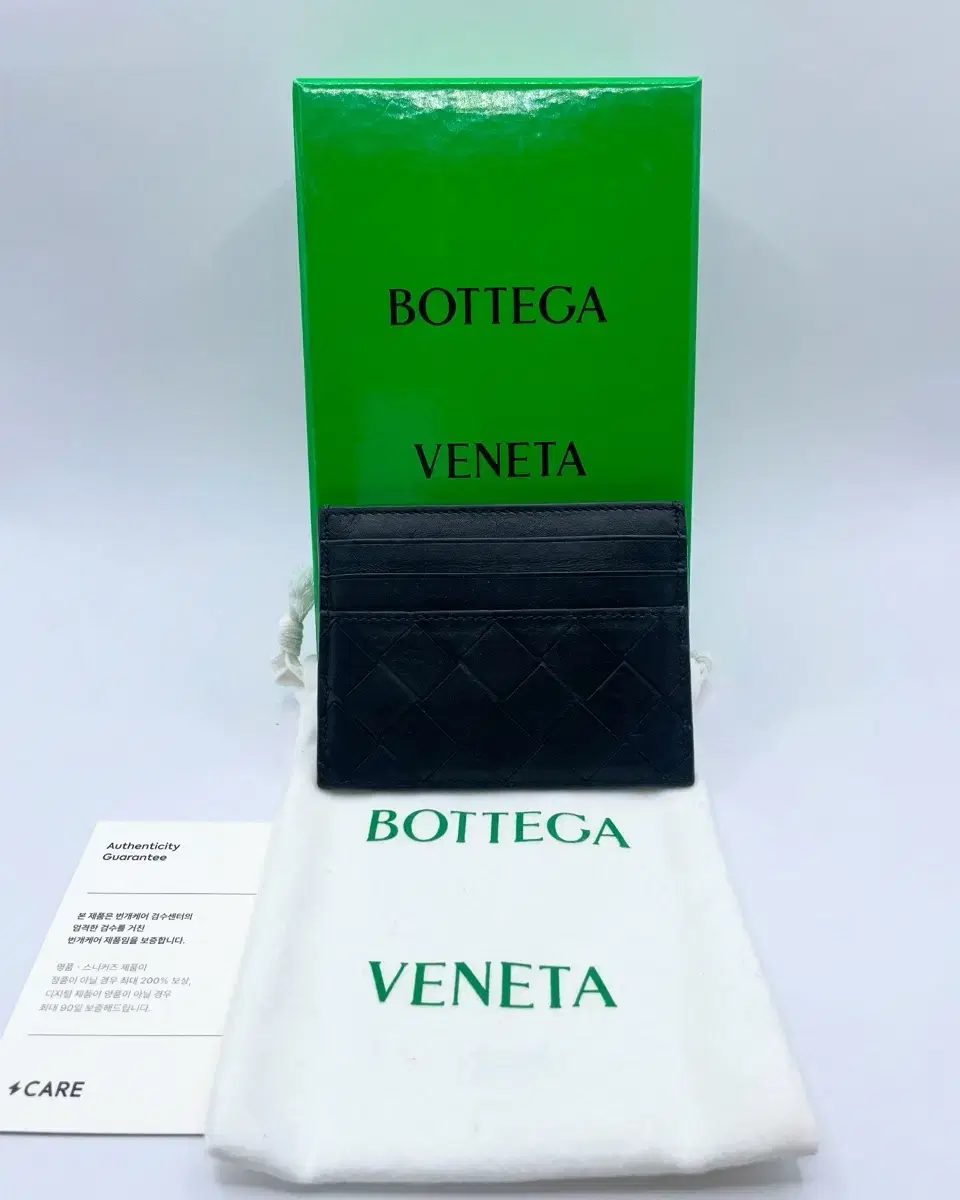 BOTTEGA
VENETA
BOTTEGA
VENETA
Authenticity
Guarantee
본 제품은 번개케어 검수센터의
엄격한 검수를 거친
번개케어 제품임을 보증합니다.
명품 · 스니커즈 제품이
정품이 아닐 경우 최대 200% 보상,
디지털 제품이 양품이 아닐 경우
최대 90일 보증해드립니다.
CARE